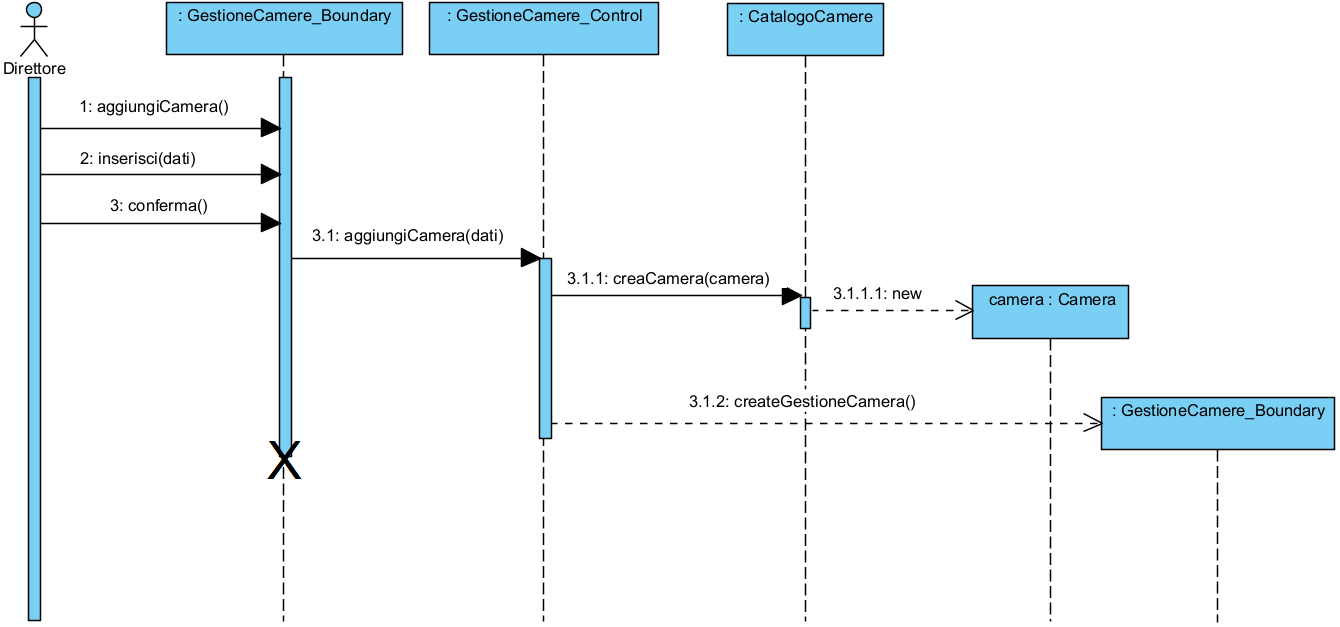 : GestioneCamere_Boundary
: GestioneCamere_Control
: CatalogoCamere
Direttore
1: aggiungiCamera()
2: inserisci(dati)
3: conferma()
3.1: aggiungiCamera(dati)
3.1.1: creaCamera(camera)
3.1.1.1: new
camera : Camera
3.1.2: createGestioneCamera()
: GestioneCamere_Boundary